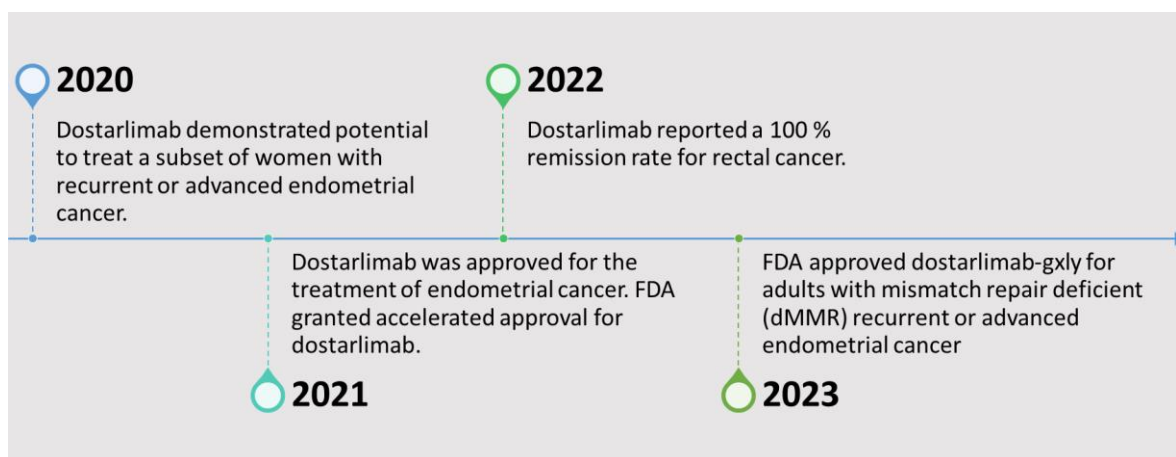 2020
Dostarlimab demonstrated potential
to treat a subset of women with
recurrent or advanced endometrial
cancer.
Dostarlimab was approved for the
treatment of endometrial cancer. FDA
granted accelerated approval for
dostarlimab.
2021
2022
Dostarlimab reported a 100 %
remission rate for rectal cancer.
FDA approved dostarlimab-gxly for
adults with mismatch repair deficient
(dMMR) recurrent or advanced
endometrial cancer
2023